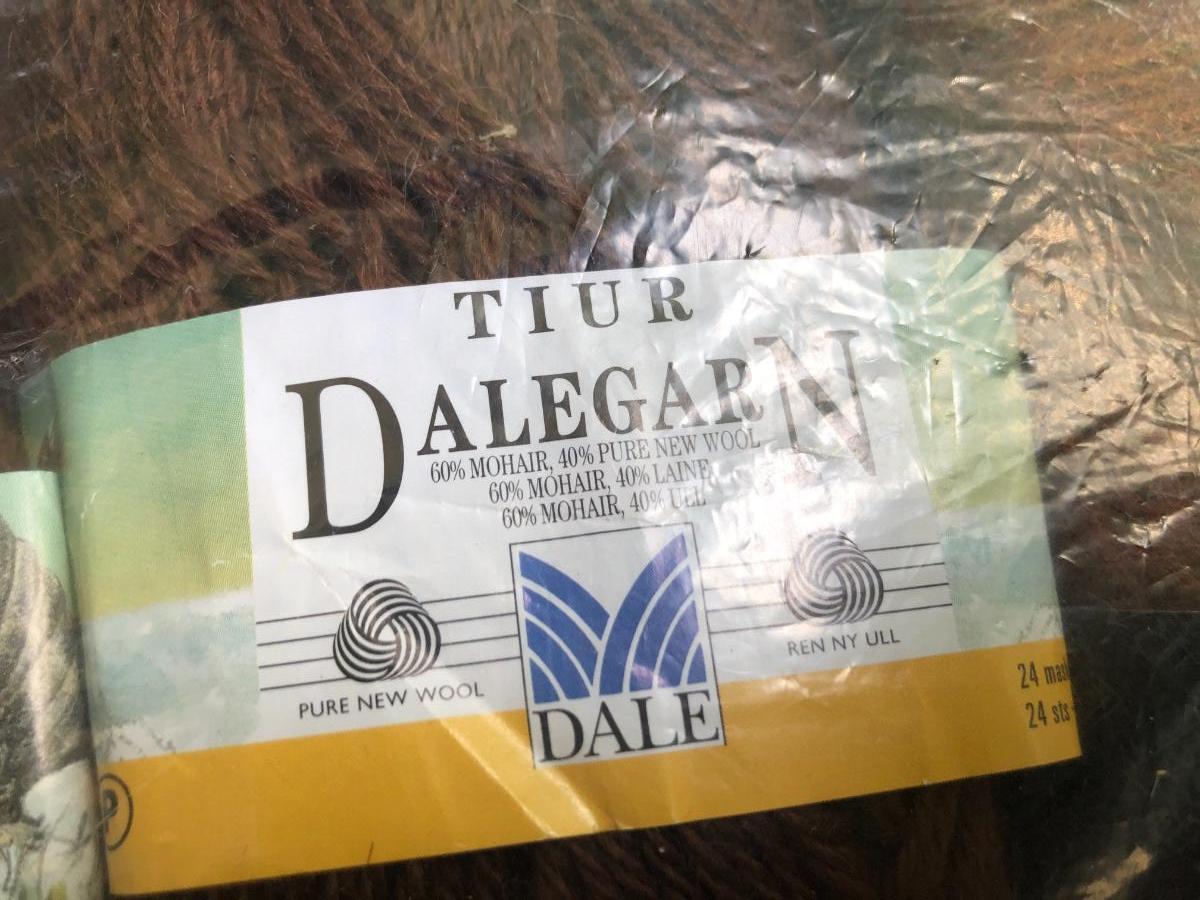 TIUR
DALEGARN
60% MOHAIR, 40% PURE NEW WOOL
60% MOHAIR, 40% LAINE
60% MOHAIR, 40% ULL
PURE NEW WOOL
REN NY ULL
DALE
24
24 sts
P